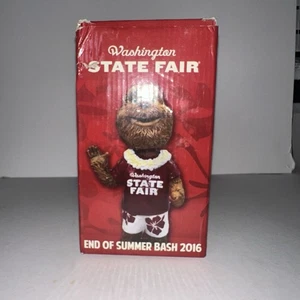 Washington
STATE FAIR
Washington
STATE
FAIR
END OF SUMMER BASH 2016